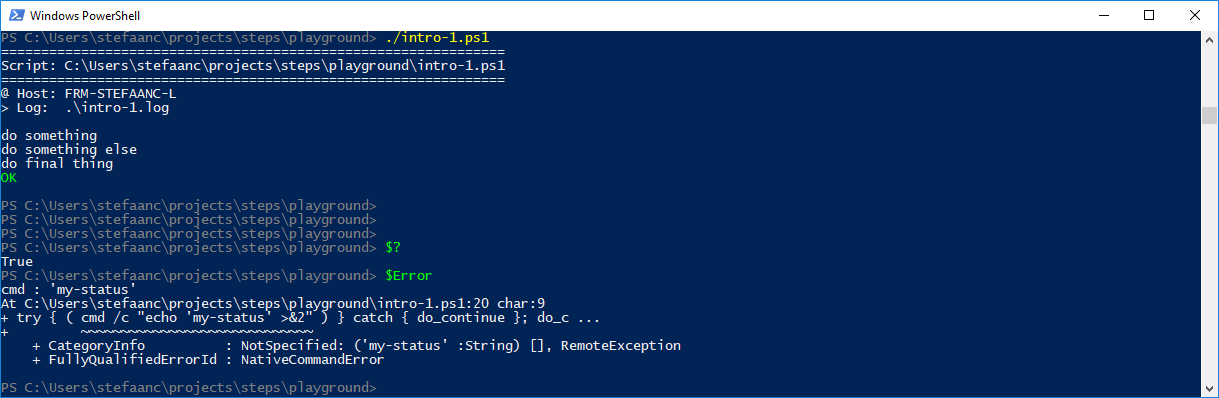 Windows PowerShell
PS C:\Users\stefaanc\projects\steps\playground> ./intro-1.ps1
================================================================
Script: C:\Users\stefaanc\projects\steps\playground\intro-1.ps1
================================================================
@ Host: FRM-STEFAANC-L
> Log:  .\intro-1.log
do something
do something else
do final thing
OK
PS C:\Users\stefaanc\projects\steps\playground>
PS C:\Users\stefaanc\projects\steps\playground>
PS C:\Users\stefaanc\projects\steps\playground>
PS C:\Users\stefaanc\projects\steps\playground> $?
True
PS C:\Users\stefaanc\projects\steps\playground> $Error
cmd : 'my-status'
At C:\Users\stefaanc\projects\steps\playground\intro-1.ps1:20 char:9
+ try { ( cmd /c "echo 'my-status' >&2" ) } catch { do_continue }; do_c ...
+         ~~~~~~~~~~~~~~~~~~~~~~~~~~~~~
    + CategoryInfo          : NotSpecified: ('my-status' :String) [], RemoteException
    + FullyQualifiedErrorId : NativeCommandError
PS C:\Users\stefaanc\projects\steps\playground>